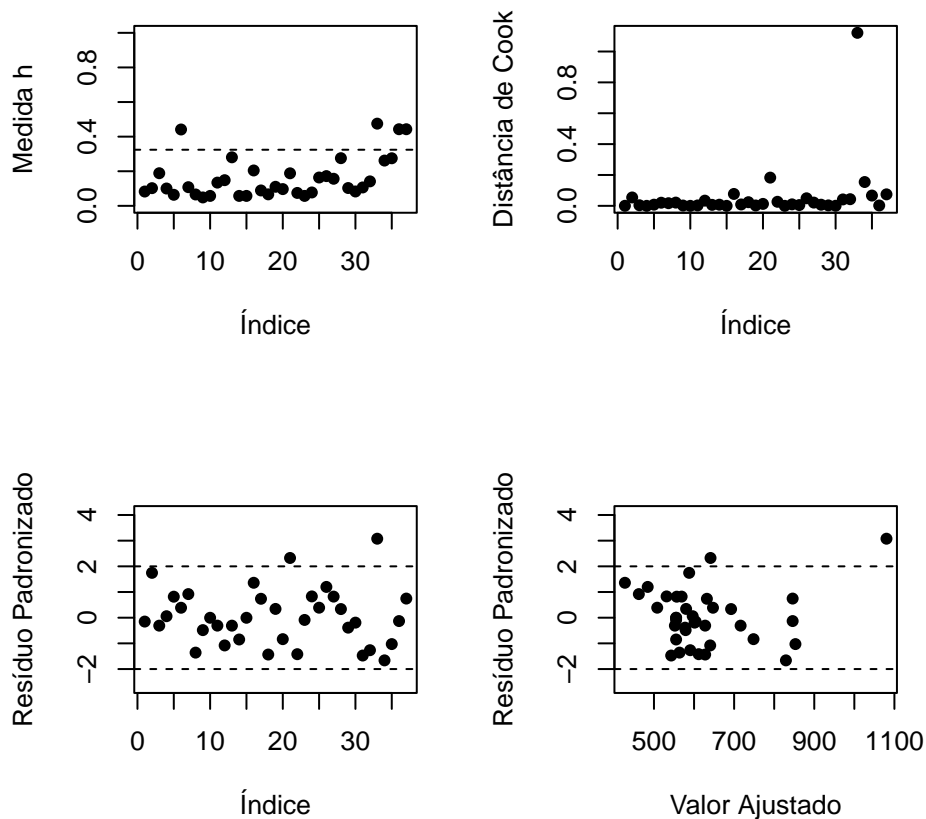 Medida h
0.0 0.4 0.8
0 10 20 30
Índice
Distância de Cook
0.0 0.4 0.8
0 10 20 30
Índice
Resíduo Padronizado
−2 0 2 4
0 10 20 30
Índice
Resíduo Padronizado
−2 0 2 4
500 700 900 1100
Valor Ajustado